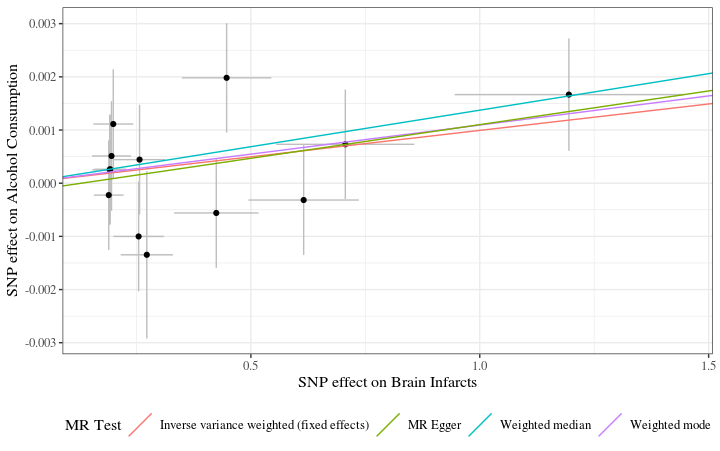 0.003
0.002
0.001
0.000
-0.001
-0.002
-0.003
SNP effect on Alcohol Consumption
0.5 1.0 1.5
SNP effect on Brain Infarcts
MR Test Inverse variance weighted (fixed effects) MR Egger Weighted median Weighted mode